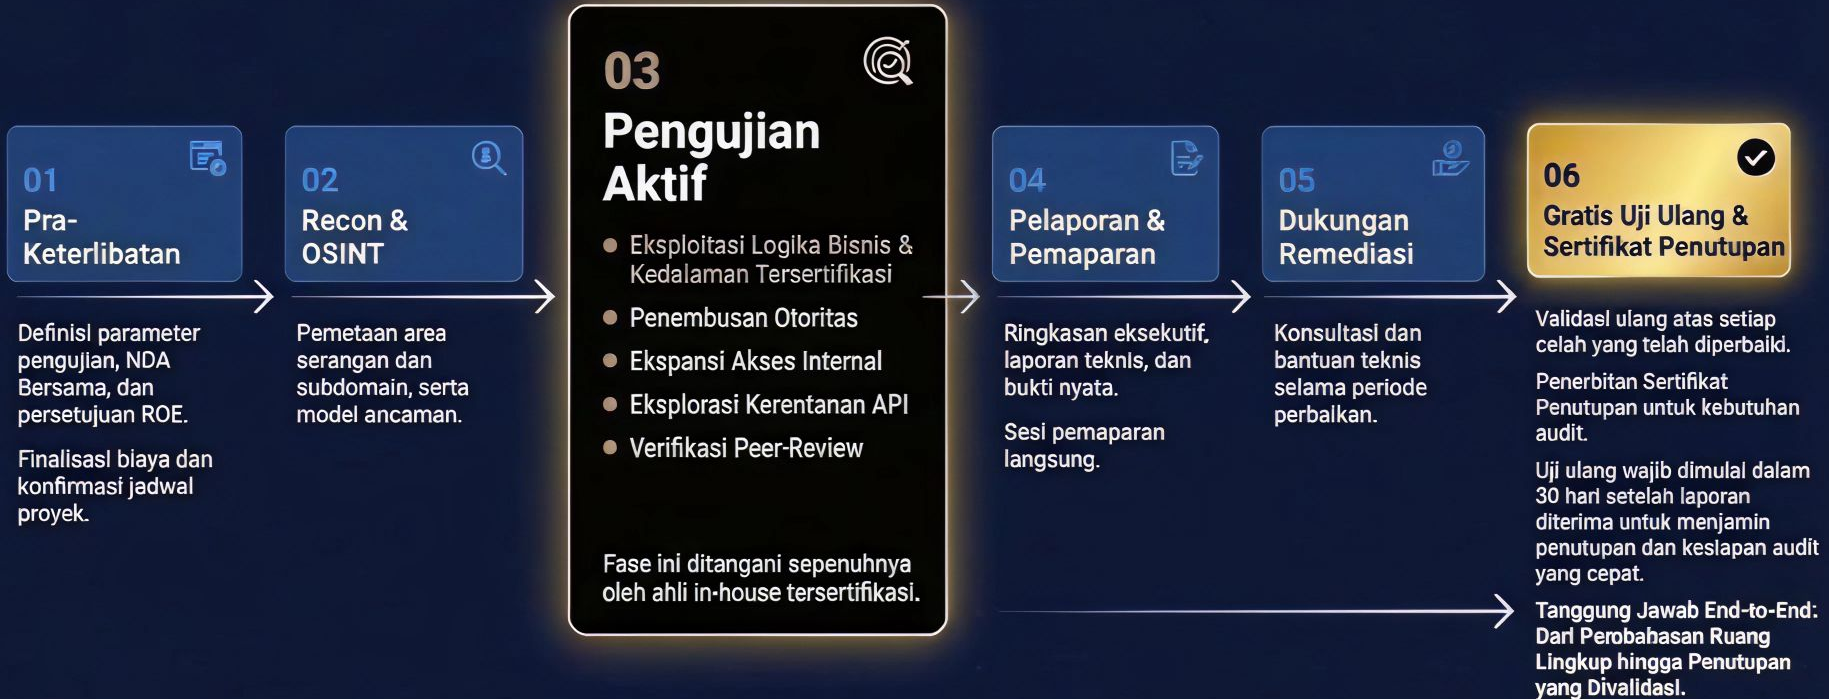 01
Pra-
Keterlibatan
Definisi parameter
pengujian, NDA
Bersama, dan
persetujuan ROE.
Finalisasi biaya dan
konfirmasi jadwal
proyek.
02
Recon &
OSINT
Pemetaan area
serangan dan
subdomain, serta
model ancaman.
03
Pengujian
Aktif
Eksploitasi Logika Bisnis &
Kedalaman Tersertifikasi
Penembusan Otoritas
Ekspansi Akses Internal
Eksplorasi Kerentanan API
Verifikasi Peer-Review
Fase ini ditangani sepenuhnya
oleh ahli in-house tersertifikasi.
04
Pelaporan &
Pemaparan
Ringkasan eksekutif,
laporan teknis, dan
bukti nyata.
Sesi pemaparan
langsung.
05
Dukungan
Remediasi
Konsultasi dan
bantuan teknis
selama periode
perbaikan.
06
Gratis Uji Ulang &
Sertifikat Penutupan
Validasi ulang atas setiap
celah yang telah diperbaiki.
Penerbitan Sertifikat
Penutupan untuk kebutuhan
audit.
Uji ulang wajib dimulai dalam
30 hari setelah laporan
diterima untuk menjamin
penutupan dan kesiapan audit
yang cepat.
Tanggung Jawab End-to-End:
Dari Perobahasan Ruang
Lingkup hingga Penutupan
yang Divalidasi.